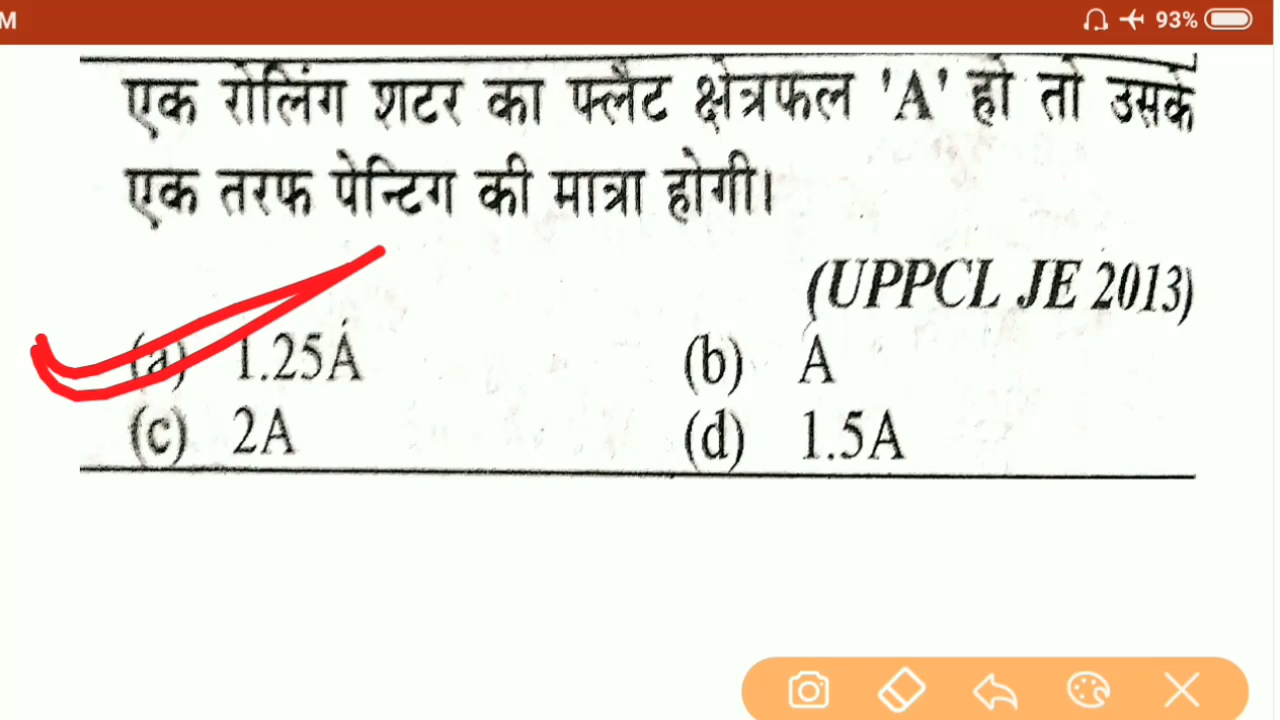 M
93%
एक रोलिंग शटर का फ्लैट क्षेत्रफल 'A' हो तो उसके
एक तरफ पेन्टिग की मात्रा होगी।
(UPPCL JE 2013)
(a) 1.25A (b) A
(c) 2A (d) 1.5A